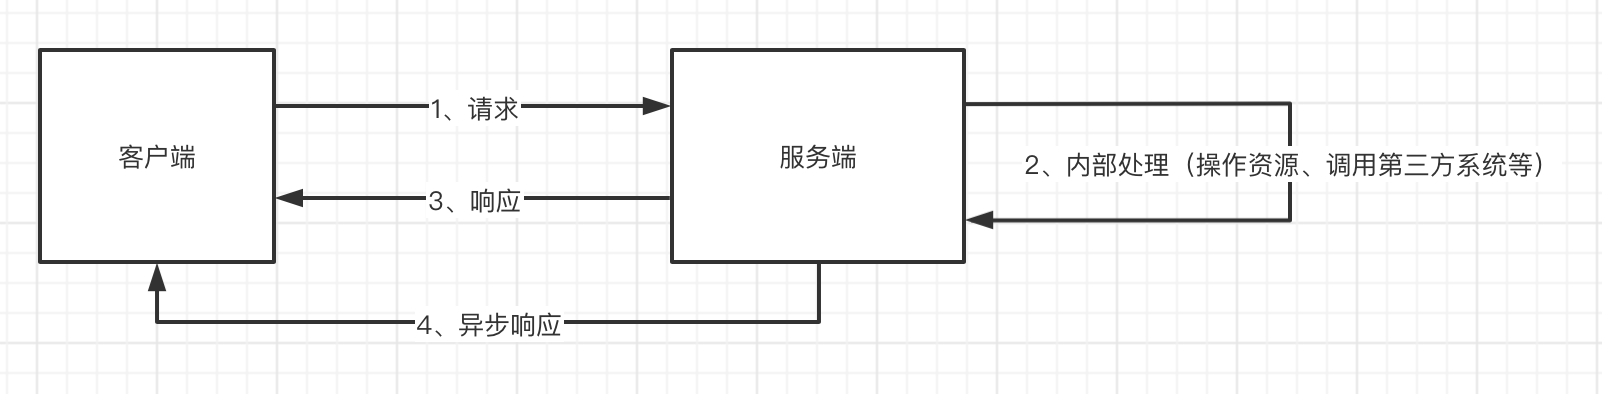 客户端
1、请求
服务端
2、内部处理（操作资源、调用第三方系统等）
3、响应
4、异步响应